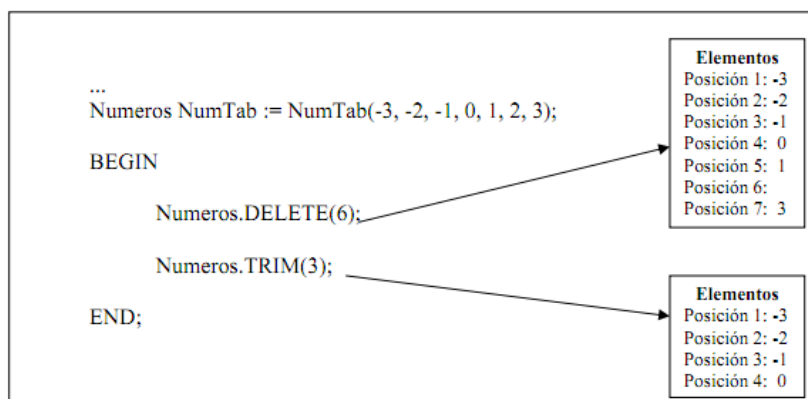 ...
Numeros NumTab := NumTab(-3, -2, -1, 0, 1, 2, 3);
BEGIN
Numeros.DELETE(6);
Numeros.TRIM(3);
END;
Elementos
Posición 1: -3
Posición 2: -2
Posición 3: -1
Posición 4: 0
Posición 5: 1
Posición 6:
Posición 7: 3
Elementos
Posición 1: -3
Posición 2: -2
Posición 3: -1
Posición 4: 0